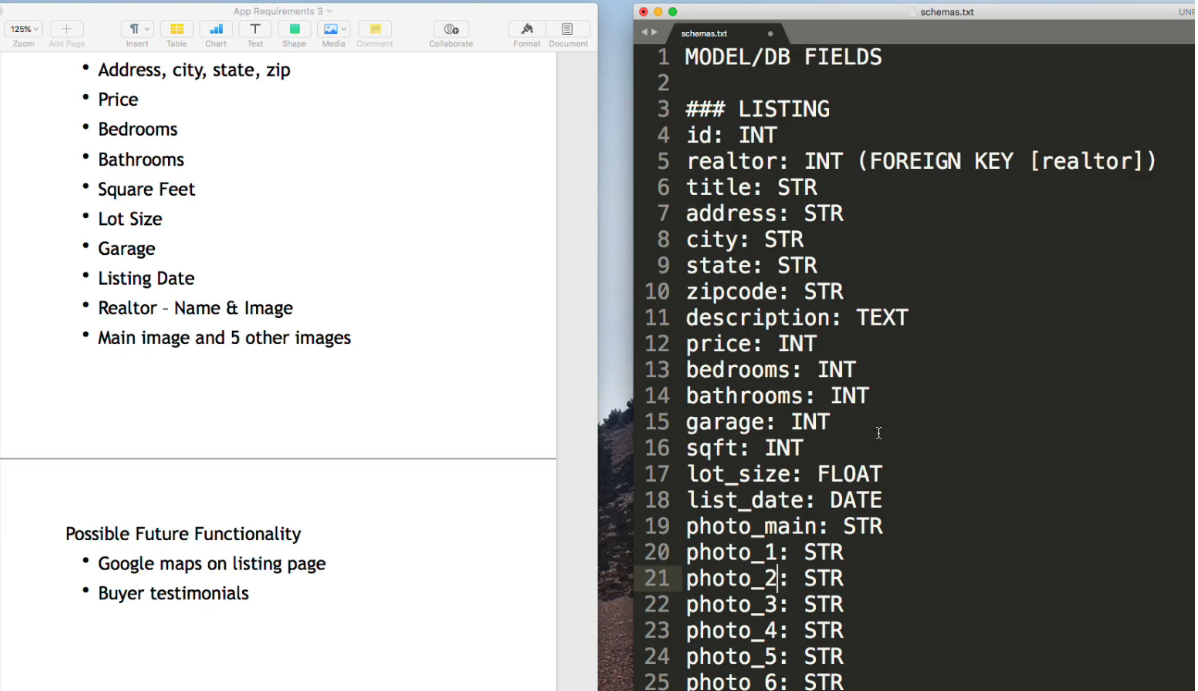 App Requirements 3
125%
Zoom
Add Page
Insert
Table
Chart
Text
Shape
Media
Comment
Collaborate
Format
Document
• Address, city, state, zip
• Price
• Bedrooms
• Bathrooms
• Square Feet
• Lot Size
• Garage
• Listing Date
• Realtor – Name & Image
• Main image and 5 other images
Possible Future Functionality
• Google maps on listing page
• Buyer testimonials
schemas.txt
schemas.txt
1 MODEL/DB FIELDS
2
3 ### LISTING
4 id: INT
5 realtor: INT (FOREIGN KEY [realtor])
6 title: STR
7 address: STR
8 city: STR
9 state: STR
10 zipcode: STR
11 description: TEXT
12 price: INT
13 bedrooms: INT
14 bathrooms: INT
15 garage: INT
16 sqft: INT
17 lot_size: FLOAT
18 list_date: DATE
19 photo_main: STR
20 photo_1: STR
21 photo_2: STR
22 photo_3: STR
23 photo_4: STR
24 photo_5: STR
25 photo_6: STR